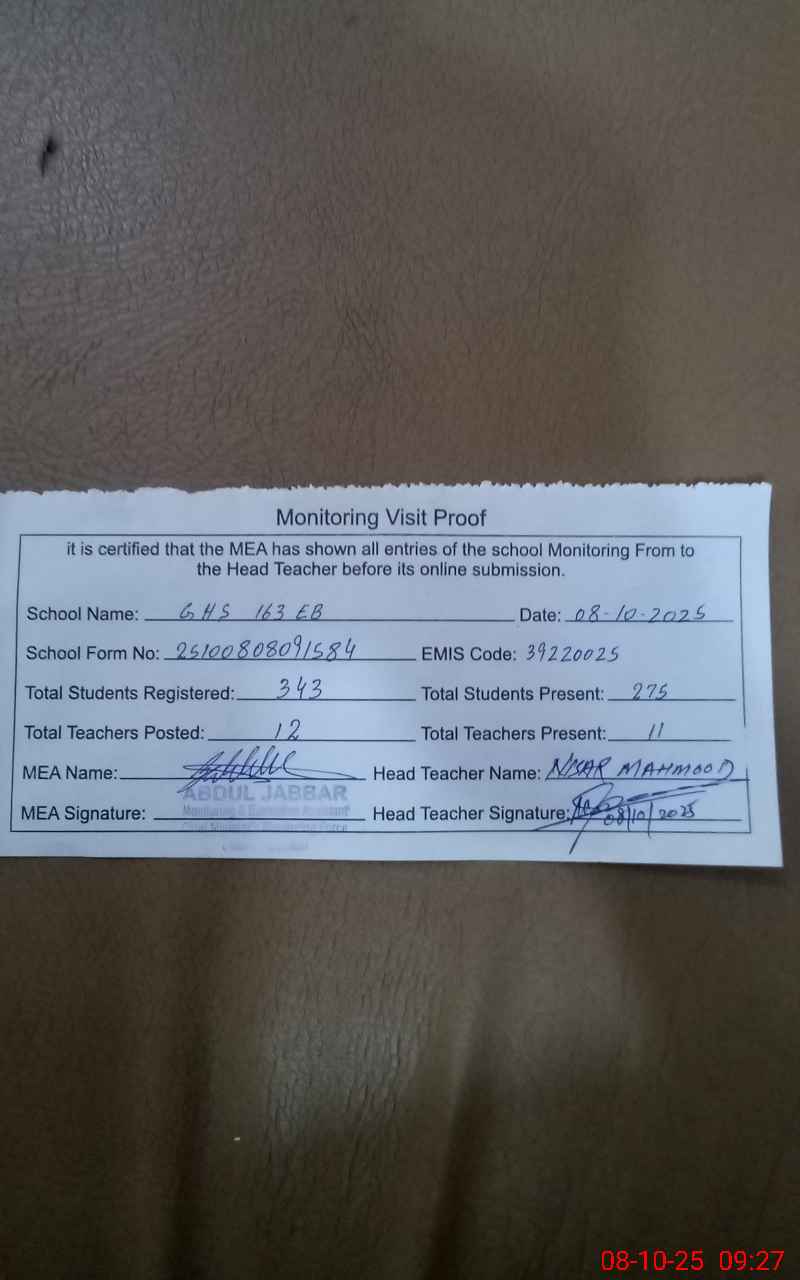 Monitoring Visit Proof
it is certified that the MEA has shown all entries of the school Monitoring From to
the Head Teacher before its online submission.
School Name: GHS 163 EB Date: 08-10-2025
School Form No: 25100808091584 EMIS Code: 39220025
Total Students Registered: 343 Total Students Present: 275
Total Teachers Posted: 12 Total Teachers Present: 11
MEA Name: Head Teacher Name: NISAR MAHMOOD
ABDUL JABBAR
MEA Signature: Head Teacher Signature: 08/10/2025
Monitoring & Evaluation Assistant
08-10-25 09:27